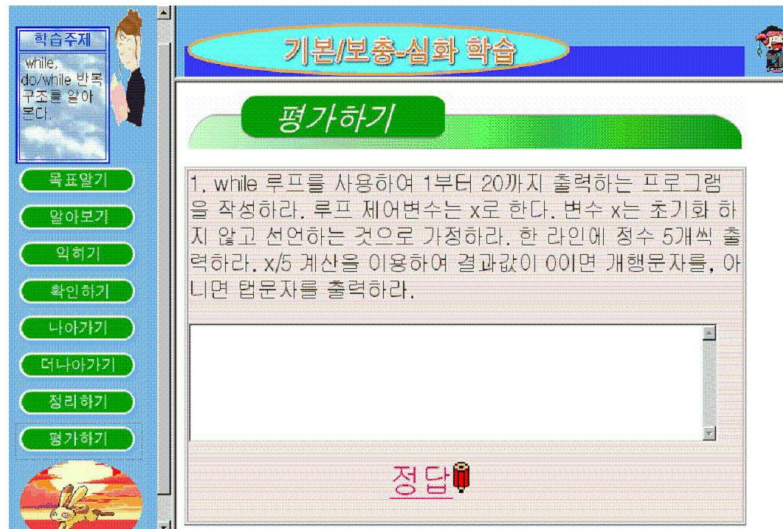 학습주제
while,
do/while 반복
구조를 알아
본다.
목표알기
알아보기
익히기
확인하기
나아가기
더나아가기
정리하기
평가하기
기본/보충-심화 학습
평가하기
1. while 루프를 사용하여 1부터 20까지 출력하는 프로그램
을 작성하라. 루프 제어변수는 x로 한다. 변수 x는 초기화 하
지 않고 선언하는 것으로 가정하라. 한 라인에 정수 5개씩 출
력하라. x/5 계산을 이용하여 결과값이 0이면 개행문자를, 아
니면 탭문자를 출력하라.
정답